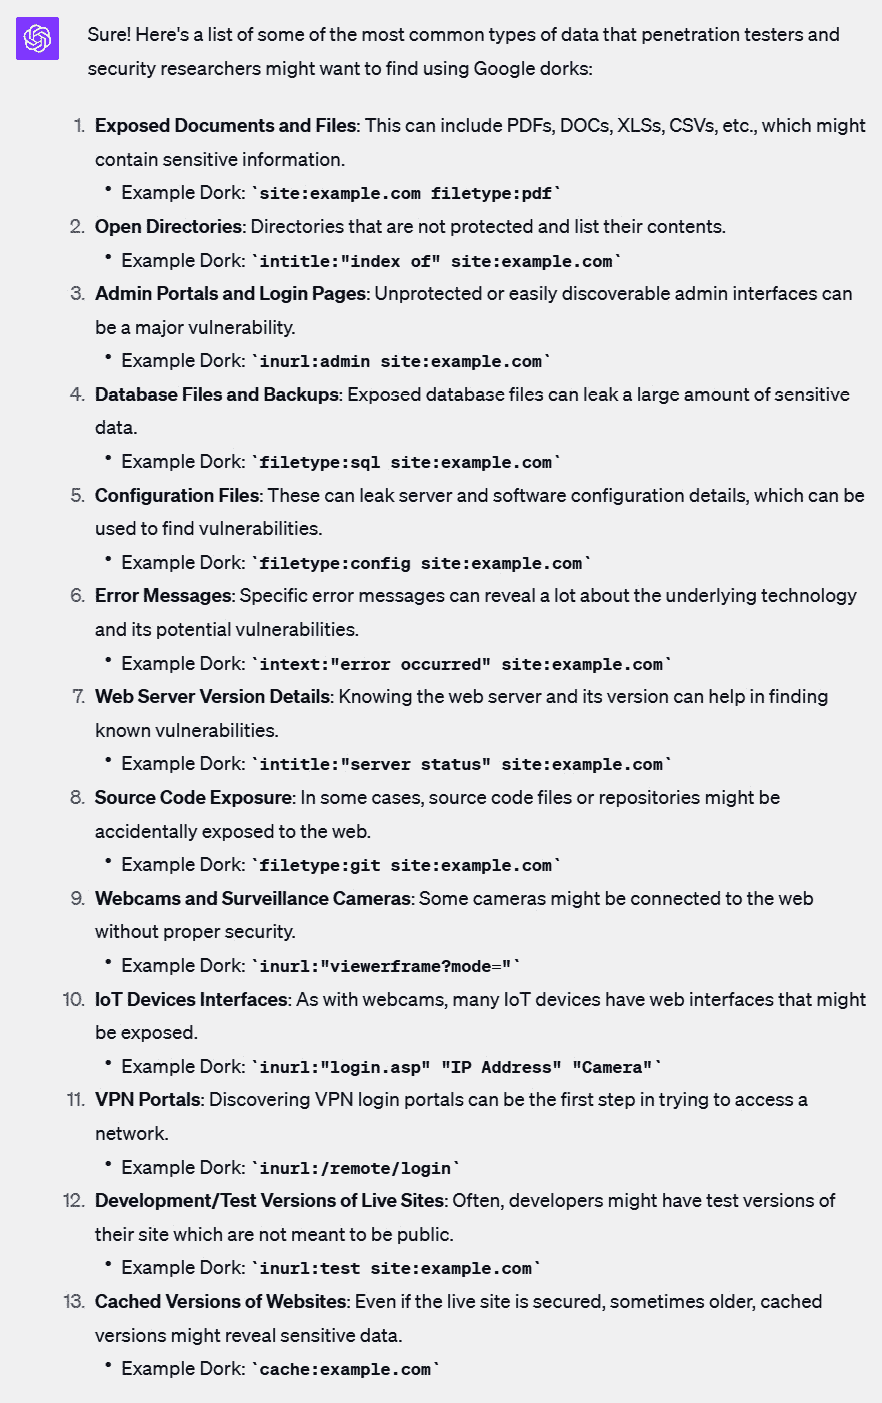 Sure! Here's a list of some of the most common types of data that penetration testers and
security researchers might want to find using Google dorks:
1. Exposed Documents and Files: This can include PDFs, DOCs, XLSs, CSVs, etc., which might
contain sensitive information.
• Example Dork: `site:example.com filetype:pdf`
2. Open Directories: Directories that are not protected and list their contents.
• Example Dork: `intitle:"index of" site:example.com`
3. Admin Portals and Login Pages: Unprotected or easily discoverable admin interfaces can
be a major vulnerability.
• Example Dork: `inurl:admin site:example.com`
4. Database Files and Backups: Exposed database files can leak a large amount of sensitive
data.
• Example Dork: `filetype:sql site:example.com`
5. Configuration Files: These can leak server and software configuration details, which can be
used to find vulnerabilities.
• Example Dork: `filetype:config site:example.com`
6. Error Messages: Specific error messages can reveal a lot about the underlying technology
and its potential vulnerabilities.
• Example Dork: `intext:"error occurred" site:example.com`
7. Web Server Version Details: Knowing the web server and its version can help in finding
known vulnerabilities.
• Example Dork: `intitle:"server status" site:example.com`
8. Source Code Exposure: In some cases, source code files or repositories might be
accidentally exposed to the web.
• Example Dork: `filetype:git site:example.com`
9. Webcams and Surveillance Cameras: Some cameras might be connected to the web
without proper security.
• Example Dork: `inurl:"viewerframe?mode="`
10. IoT Devices Interfaces: As with webcams, many IoT devices have web interfaces that might
be exposed.
• Example Dork: `inurl:"login.asp" "IP Address" "Camera"`
11. VPN Portals: Discovering VPN login portals can be the first step in trying to access a
network.
• Example Dork: `inurl:/remote/login`
12. Development/Test Versions of Live Sites: Often, developers might have test versions of
their site which are not meant to be public.
• Example Dork: `inurl:test site:example.com`
13. Cached Versions of Websites: Even if the live site is secured, sometimes older, cached
versions might reveal sensitive data.
• Example Dork: `cache:example.com`